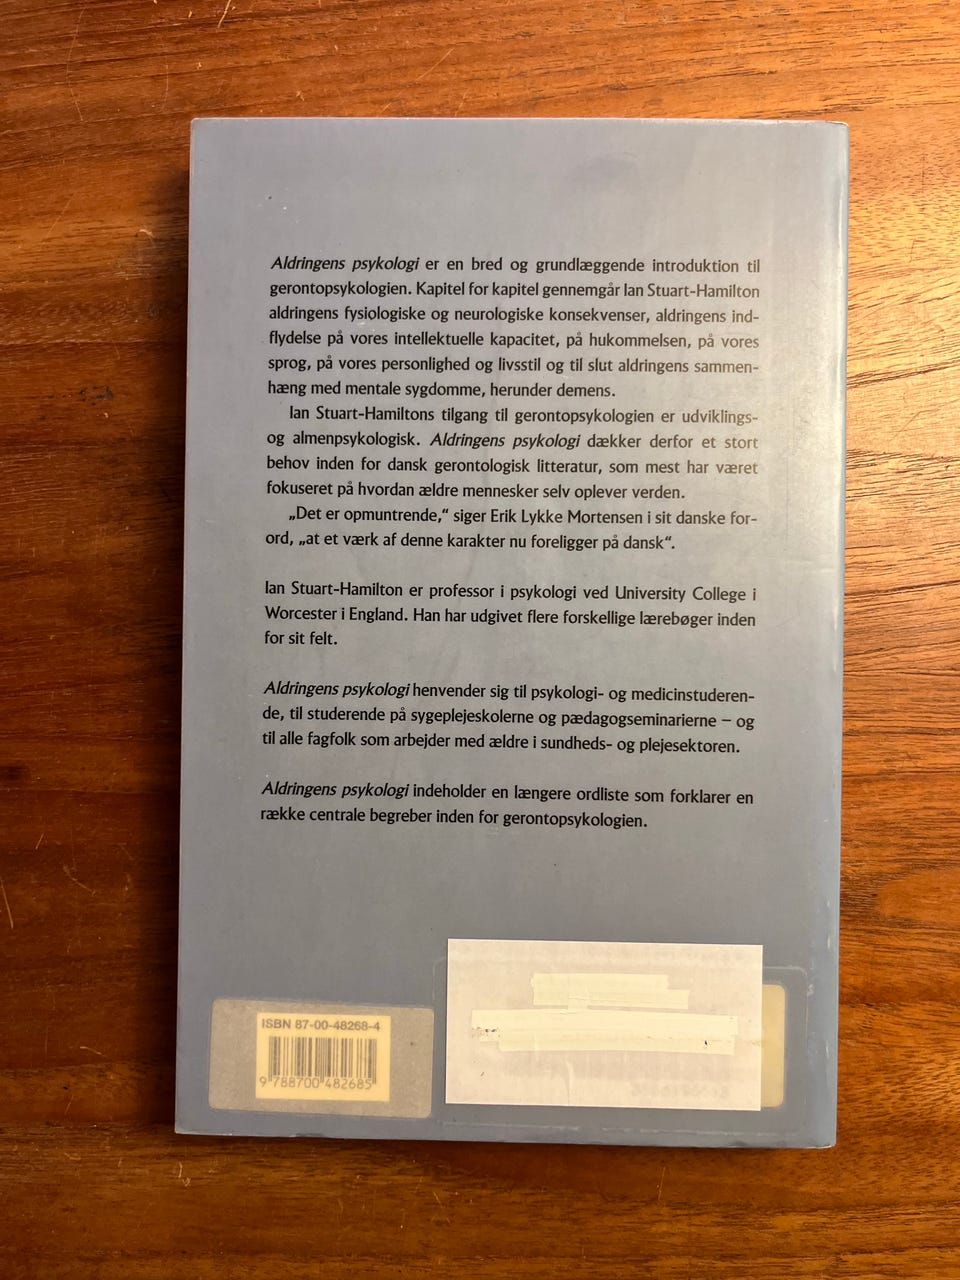 Aldringens psykologi er en bred og grundlæggende introduktion til
gerontopsykologien. Kapitel for kapitel gennemgår Ian Stuart-Hamilton
aldringens fysiologiske og neurologiske konsekvenser, aldringens ind-
flydelse på vores intellektuelle kapacitet, på hukommelsen, på vores
sprog, på vores personlighed og livsstil og til slut aldringens sammen-
hæng med mentale sygdomme, herunder demens.
Ian Stuart-Hamiltons tilgang til gerontopsykologien er udviklings-
og almenpsykologisk. Aldringens psykologi dækker derfor et stort
behov inden for dansk gerontologisk litteratur, som mest har været
fokuseret på hvordan ældre mennesker selv oplever verden.
„Det er opmuntrende,“ siger Erik Lykke Mortensen i sit danske for-
ord, „at et værk af denne karakter nu foreligger på dansk“.
Ian Stuart-Hamilton er professor i psykologi ved University College i
Worcester i England. Han har udgivet flere forskellige lærebøger inden
for sit felt.
Aldringens psykologi henvender sig til psykologi- og medicinstuderen-
de, til studerende på sygeplejeskolerne og pædagogseminarierne – og
til alle fagfolk som arbejder med ældre i sundheds- og plejesektoren.
Aldringens psykologi indeholder en længere ordliste som forklarer en
række centrale begreber inden for gerontopsykologien.
ISBN 87-00-48268-4
9 788700 482685